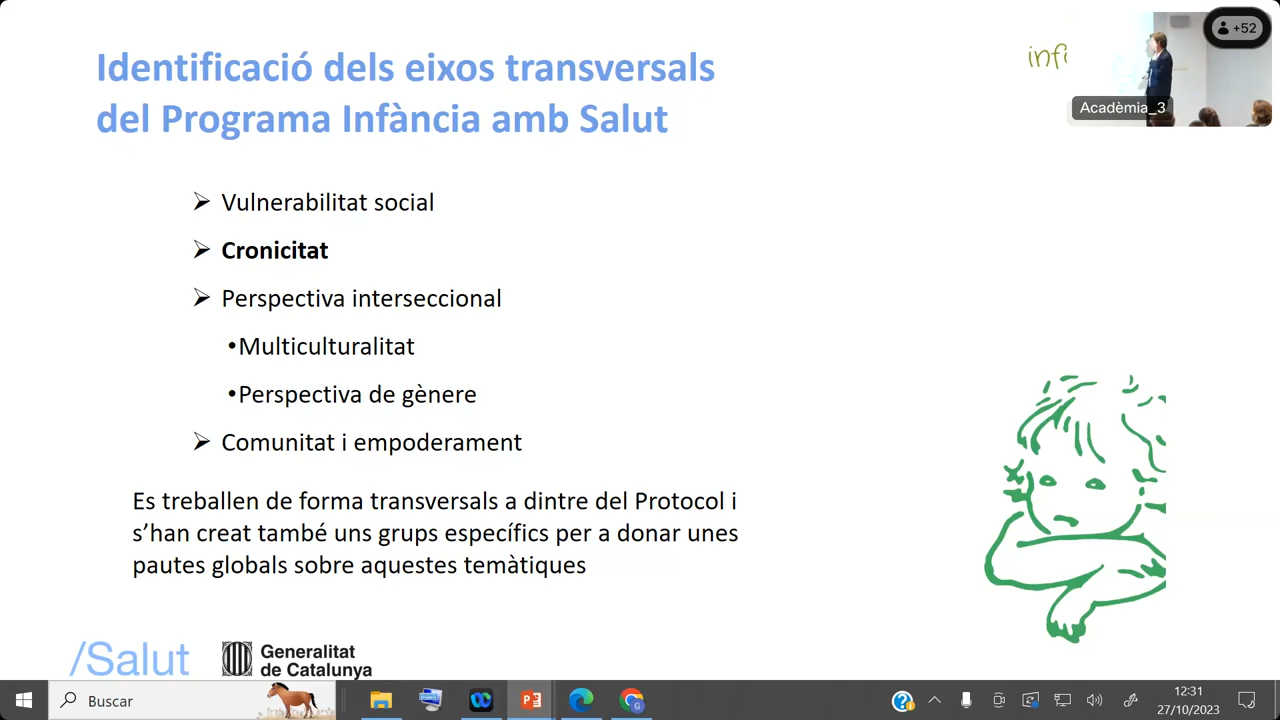 Identificació dels eixos transversals
del Programa Infància amb Salut
infi
+52
Acadèmia_3
Vulnerabilitat social
Cronicitat
Perspectiva interseccional
•Multiculturalitat
•Perspectiva de gènere
Comunitat i empoderament
Es treballen de forma transversals a dintre del Protocol i
s’han creat també uns grups específics per a donar unes
pautes globals sobre aquestes temàtiques
/Salut
Generalitat
de Catalunya
Buscar
12:31
27/10/2023